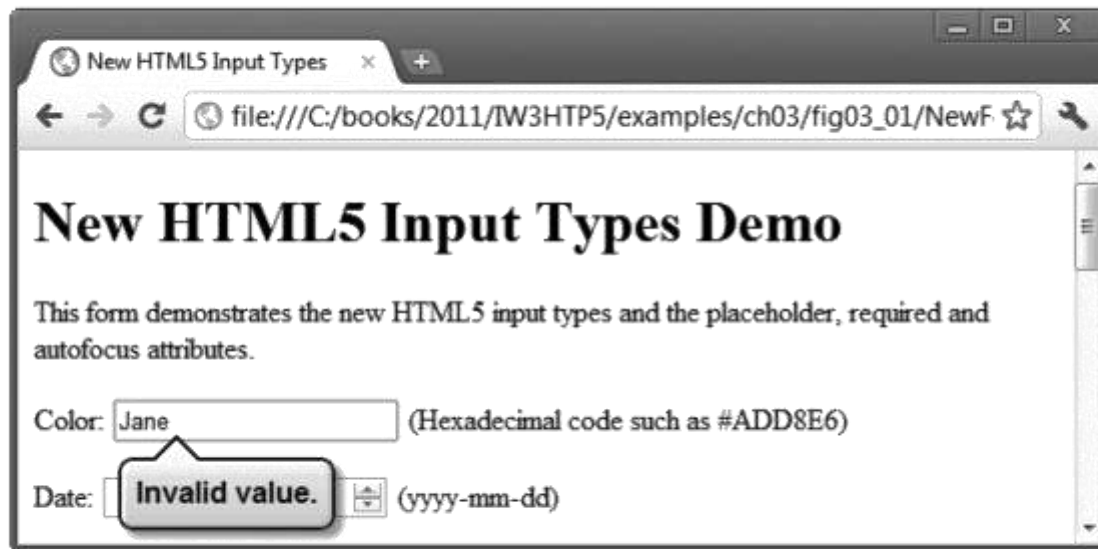 New HTML5 Input Types
file:///C:/books/2011/IW3HTP5/examples/ch03/fig03_01/NewF
New HTML5 Input Types Demo
This form demonstrates the new HTML5 input types and the placeholder, required and
autofocus attributes.
Color: Jane (Hexadecimal code such as #ADD8E6)
Invalid value.
Date: (yyyy-mm-dd)